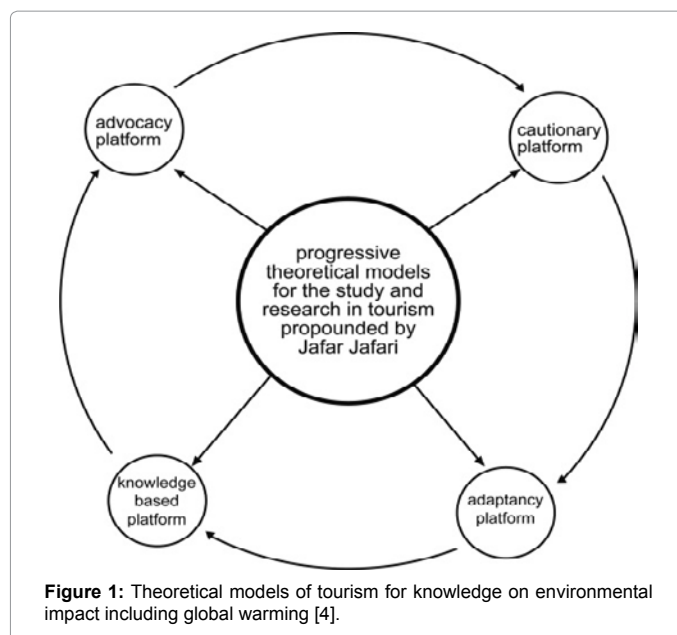 advocacy
platform
cautionary
platform
progressive
theoretical models
for the study and
research in tourism
propounded by
Jafar Jafari
knowledge
based
platform
adaptancy
platform
Figure 1: Theoretical models of tourism for knowledge on environmental
impact including global warming [4].